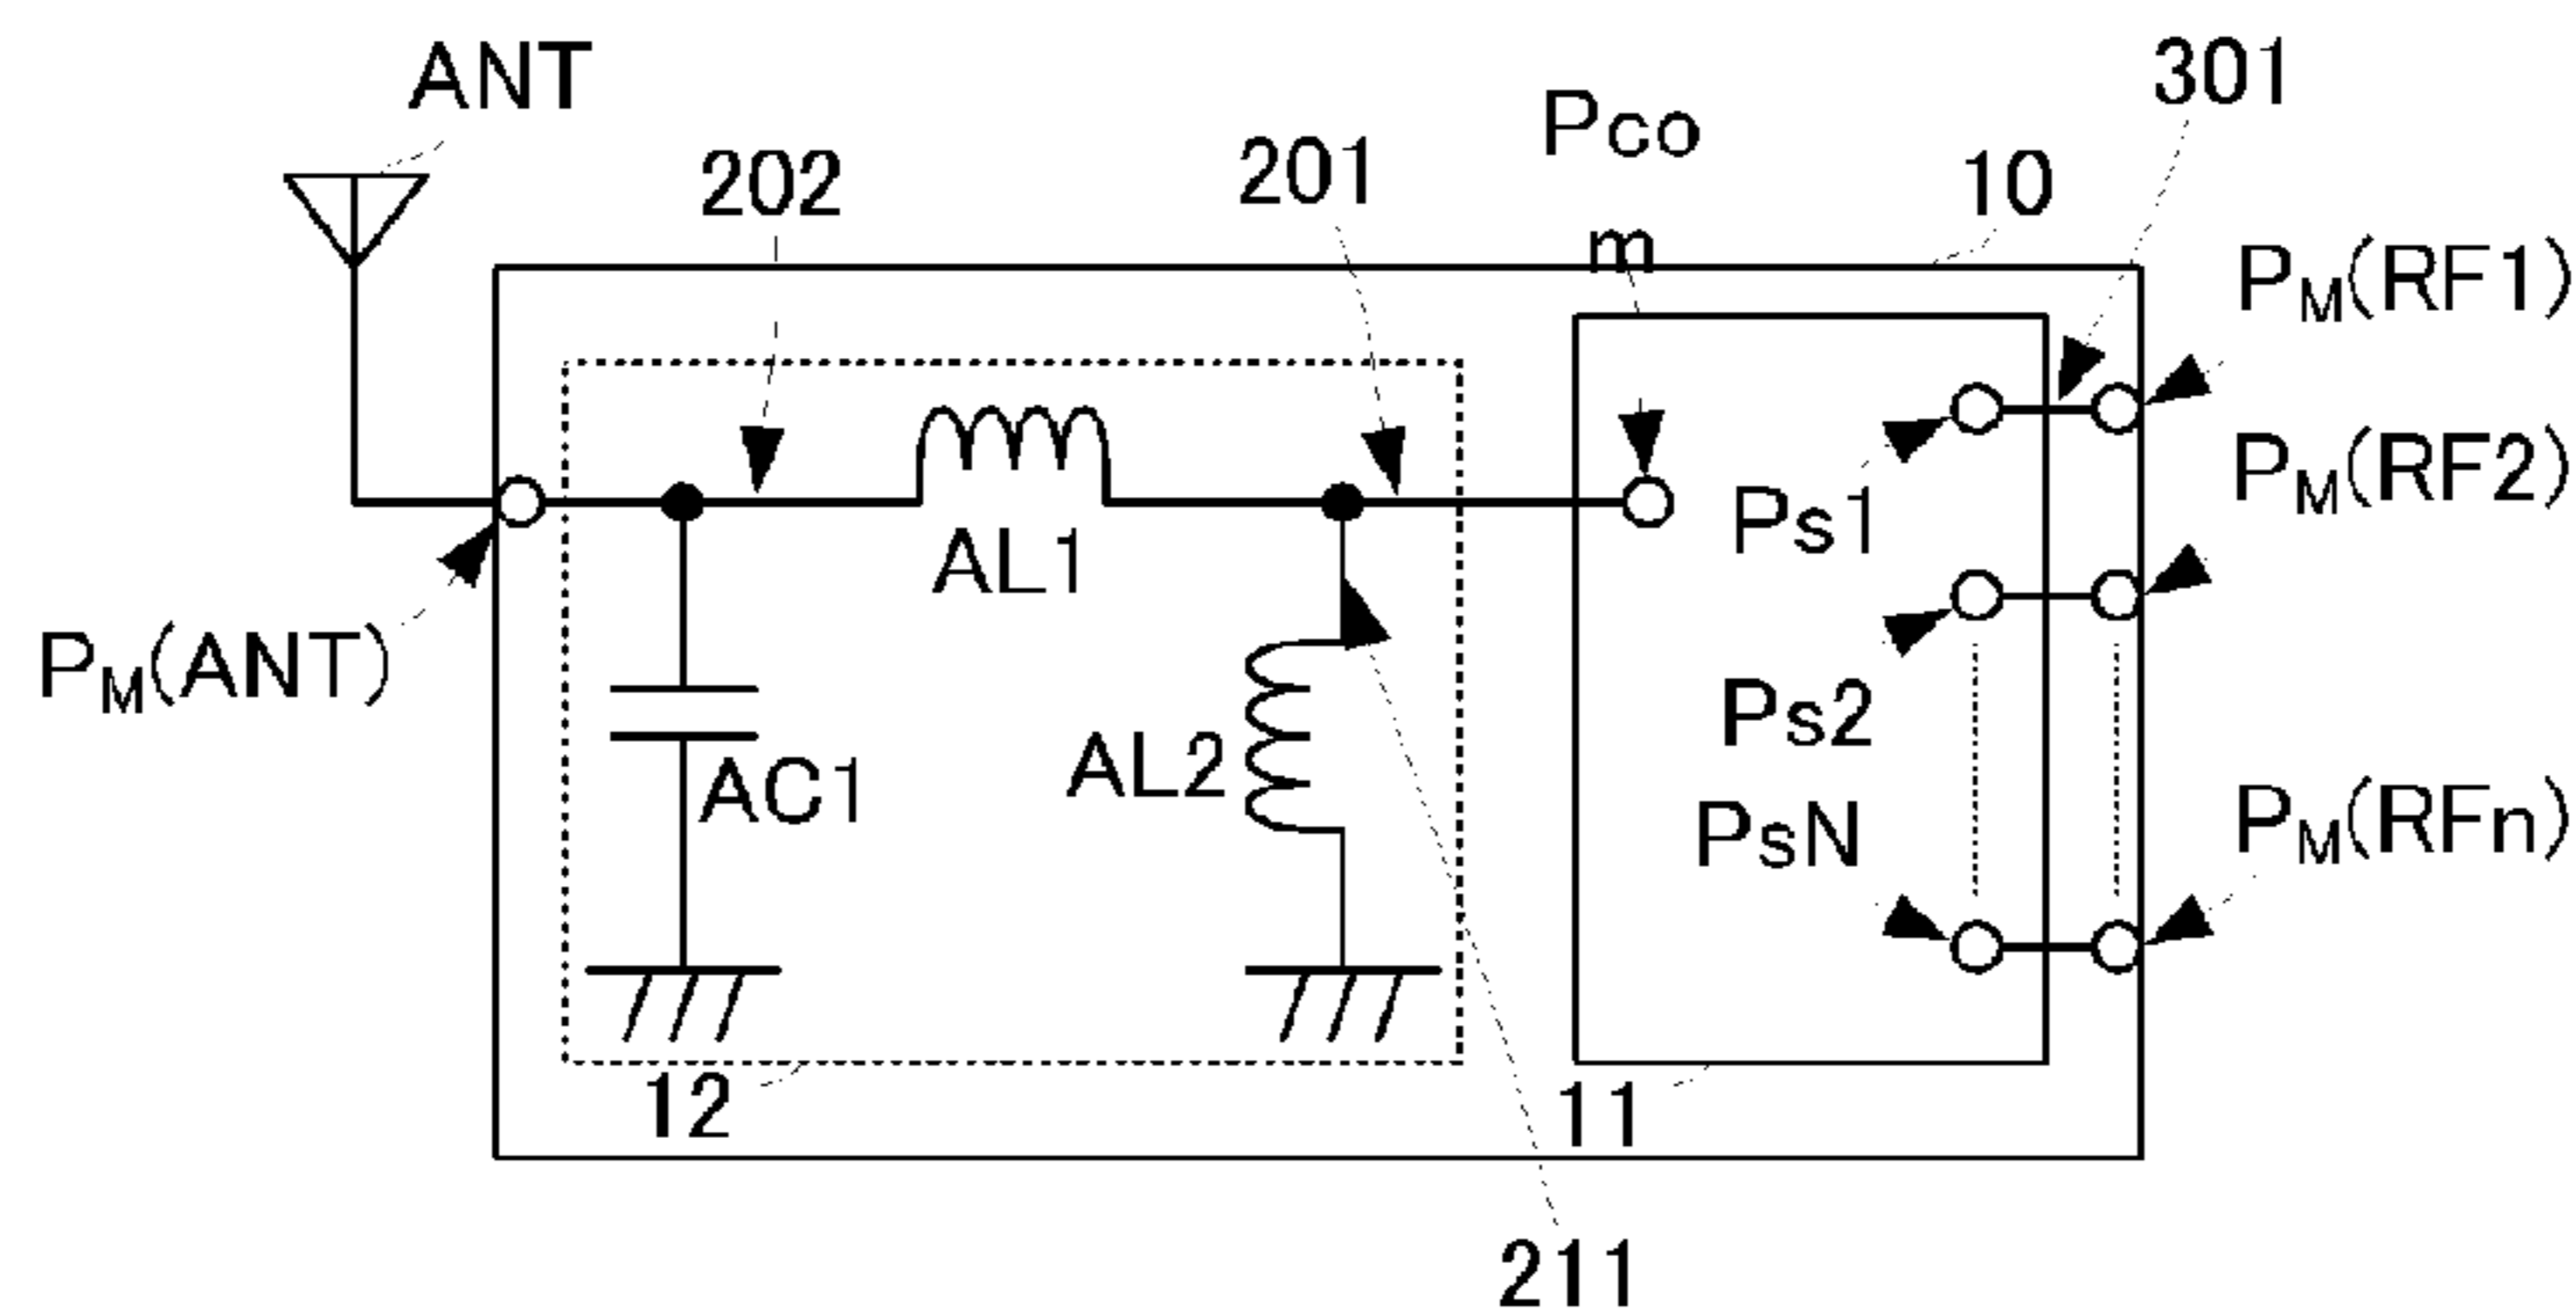 ANT
301
Pco
m
202
201
10
PM(RF1)
PM(RF2)
Ps1
AL1
PM(ANT)
Ps2
AL2
AC1
PsN
PM(RFn)
12
11
211